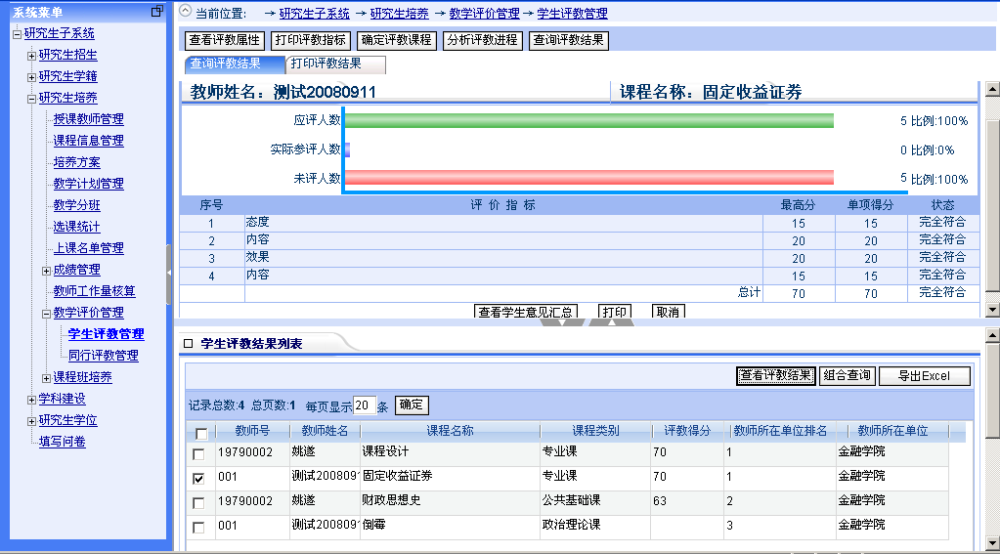 系统菜单
研究生子系统
研究生招生
研究生学籍
研究生培养
授课教师管理
课程信息管理
培养方案
教学计划管理
教学分班
选课统计
上课名单管理
成绩管理
教师工作量核算
教学评价管理
学生评教管理
同行评教管理
课程班培养
学科建设
研究生学位
填写问卷
当前位置: →研究生子系统 →研究生培养 →教学评价管理→学生评教管理
查看评教属性 打印评教指标 确定评教课程 分析评教进程 查询评教结果
查询评教结果 打印评教结果
教师姓名：测试20080911 课程名称：固定收益证券
应评人数 5 比例:100%
实际参评人数 0 比例:0%
未评人数 5 比例:100%
序号 评 价 指 标 最高分 单项得分 状态
1 态度 15 15 完全符合
2 内容 20 20 完全符合
3 效果 20 20 完全符合
4 内容 15 15 完全符合
总计 70 70 完全符合
查看学生意见汇总 打印 取消
学生评教结果列表
查看评教结果 组合查询 导出Excel
记录总数:4 总页数:1 每页显示 20 条 确定
教师号 教师姓名 课程名称 课程类别 评教得分 教师所在单位排名 教师所在单位
19790002 姚遂 课程设计 专业课 70 1 金融学院
001 测试2008091 固定收益证券 专业课 70 1 金融学院
19790002 姚遂 财政思想史 公共基础课 63 2 金融学院
001 测试2008091 倒霉 政治理论课 3 金融学院